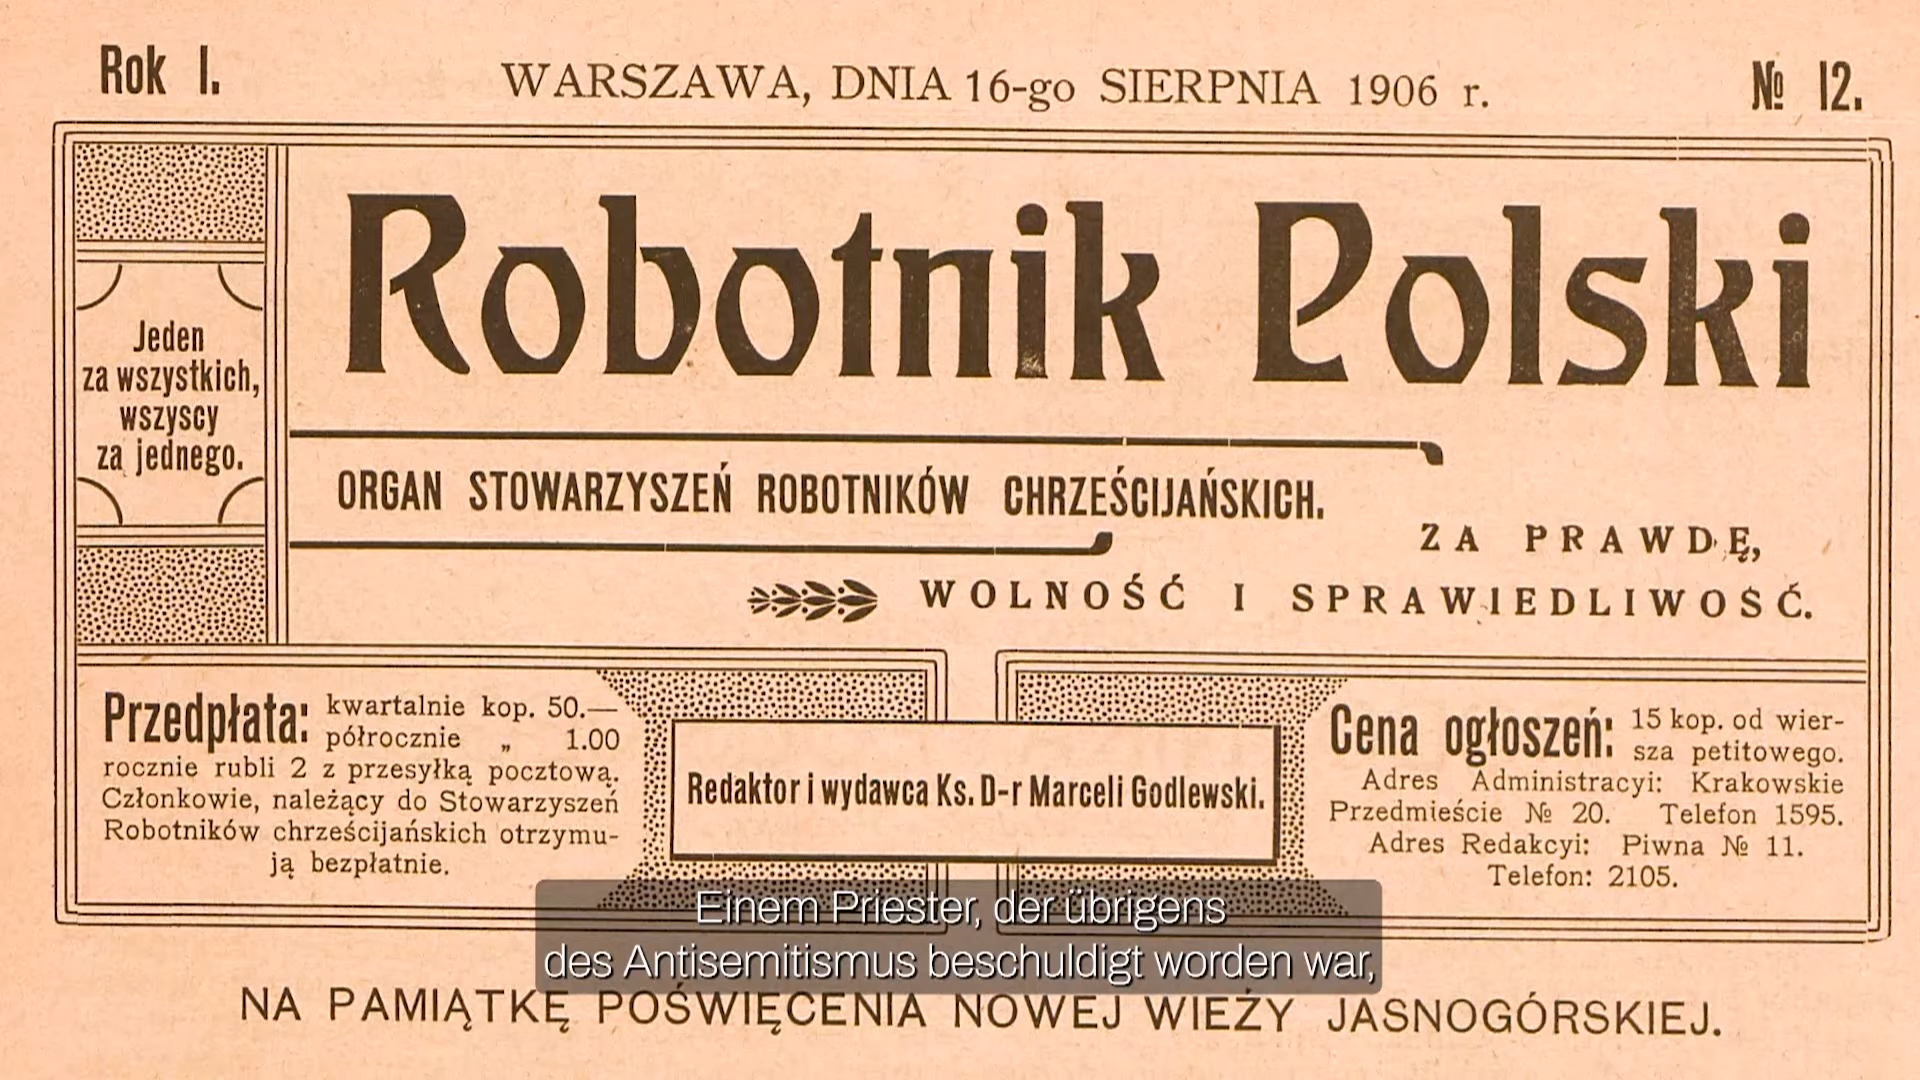 Rok I.
WARSZAWA, DNIA 16-go SIERPNIA 1906 r.
№ 12.
Jeden
za wszystkich,
wszyscy
za jednego.
Robotnik Polski
ORGAN STOWARZYSZEŃ ROBOTNIKÓW CHRZEŚCIJAŃSKICH.
ZA PRAWDĘ,
WOLNOŚĆ I SPRAWIEDLIWOŚĆ.
Przedpłata: kwartalnie kop. 50.—
półrocznie „ 1.00
rocznie rubli 2 z przesyłką pocztową.
Członkowie, należący do Stowarzyszeń
Robotników chrześcijańskich otrzymu-
ją bezpłatnie.
Redaktor i wydawca Ks. D-r Marceli Godlewski.
Cena ogłoszeń: 15 kop. od wier-
sza petitowego.
Adres Administracyi: Krakowskie
Przedmieście № 20. Telefon 1595.
Adres Redakcyi: Piwna № 11.
Telefon: 2105.
Einem Priester, der übrigens
des Antisemitismus beschuldigt worden war,
NA PAMIĄTKĘ POŚWIĘCENIA NOWEJ WIEŻY JASNOGÓRSKIEJ.